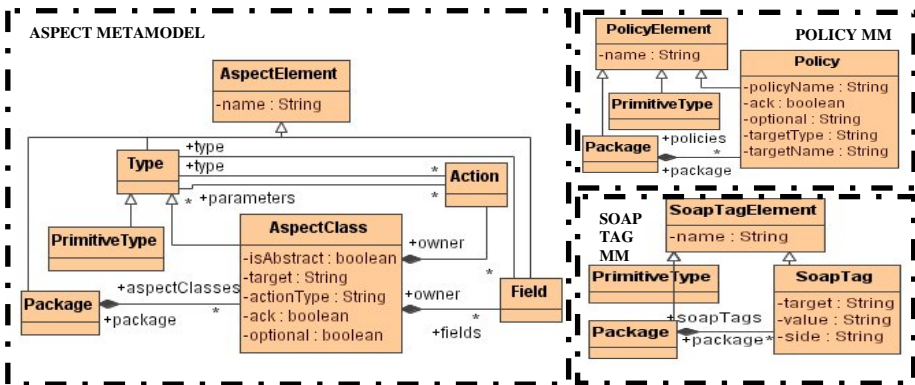 ASPECT METAMODEL
AspectElement
-name : String
Type
+type
+type
*
+parameters
*
*
Action
PrimitiveType
AspectClass
-isAbstract : boolean
-target : String
-actionType : String
-ack : boolean
-optional : boolean
+owner
*
+owner
*
+fields
Field
Package
+aspectClasses
+package
*
POLICY MM
PolicyElement
-name : String
PrimitiveType
Policy
-policyName : String
-ack : boolean
-optional : String
-targetType : String
-targetName : String
Package
+policies
*
+package
SOAP
TAG
MM
SoapTagElement
-name : String
PrimitiveType
SoapTag
-target : String
-value : String
-side : String
Package
+soapTags
+package
*